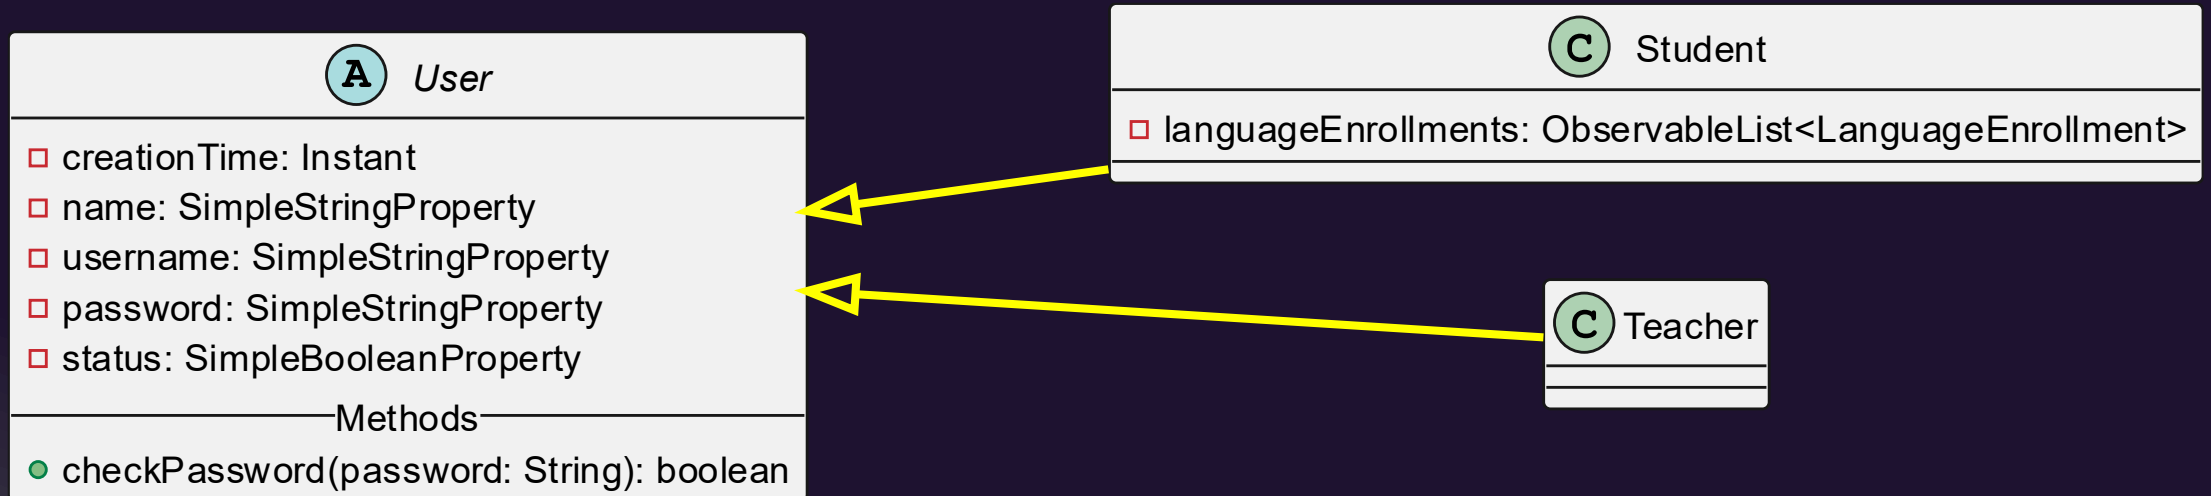 A User
creationTime: Instant
name: SimpleStringProperty
username: SimpleStringProperty
password: SimpleStringProperty
status: SimpleBooleanProperty
Methods
checkPassword(password: String): boolean
C Student
languageEnrollments: ObservableList<LanguageEnrollment>
C Teacher